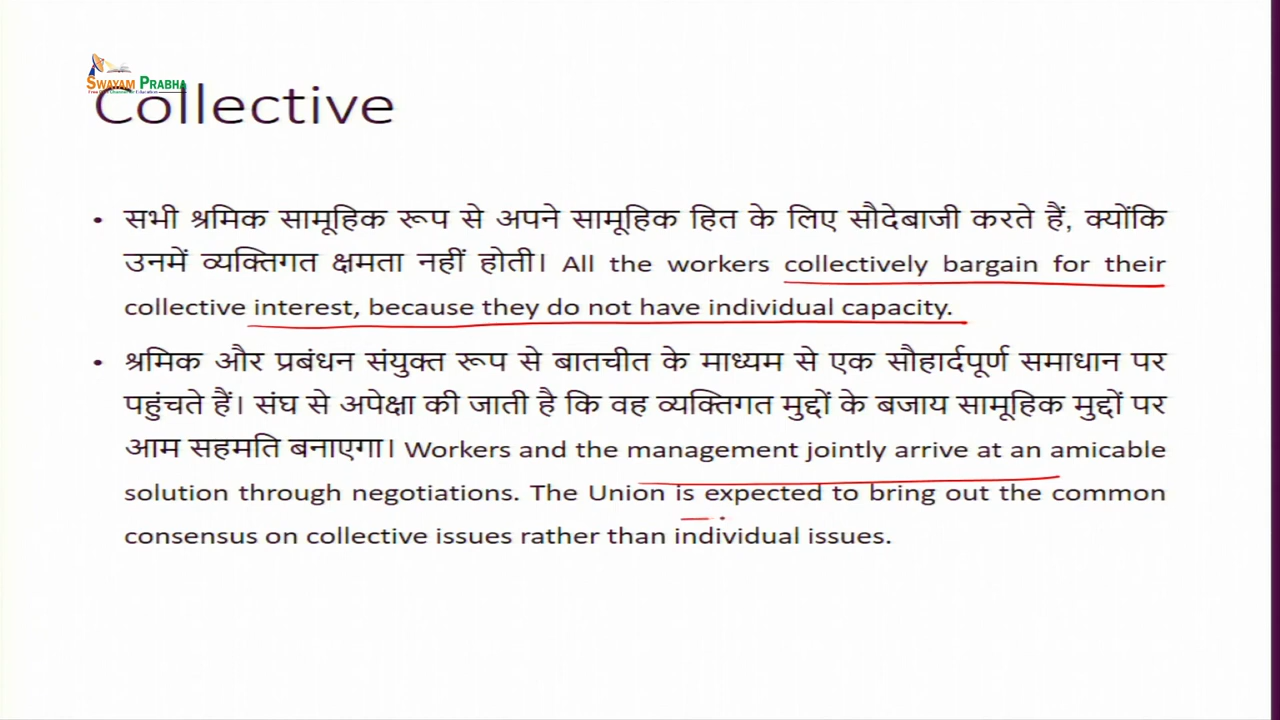 SWAYAM PRABHA
Collective
• सभी श्रमिक सामूहिक रूप से अपने सामूहिक हित के लिए सौदेबाजी करते हैं, क्योंकि
उनमें व्यक्तिगत क्षमता नहीं होती। All the workers collectively bargain for their
collective interest, because they do not have individual capacity.
• श्रमिक और प्रबंधन संयुक्त रूप से बातचीत के माध्यम से एक सौहार्दपूर्ण समाधान पर
पहुंचते हैं। संघ से अपेक्षा की जाती है कि वह व्यक्तिगत मुद्दों के बजाय सामूहिक मुद्दों पर
आम सहमति बनाएगा। Workers and the management jointly arrive at an amicable
solution through negotiations. The Union is expected to bring out the common
consensus on collective issues rather than individual issues.